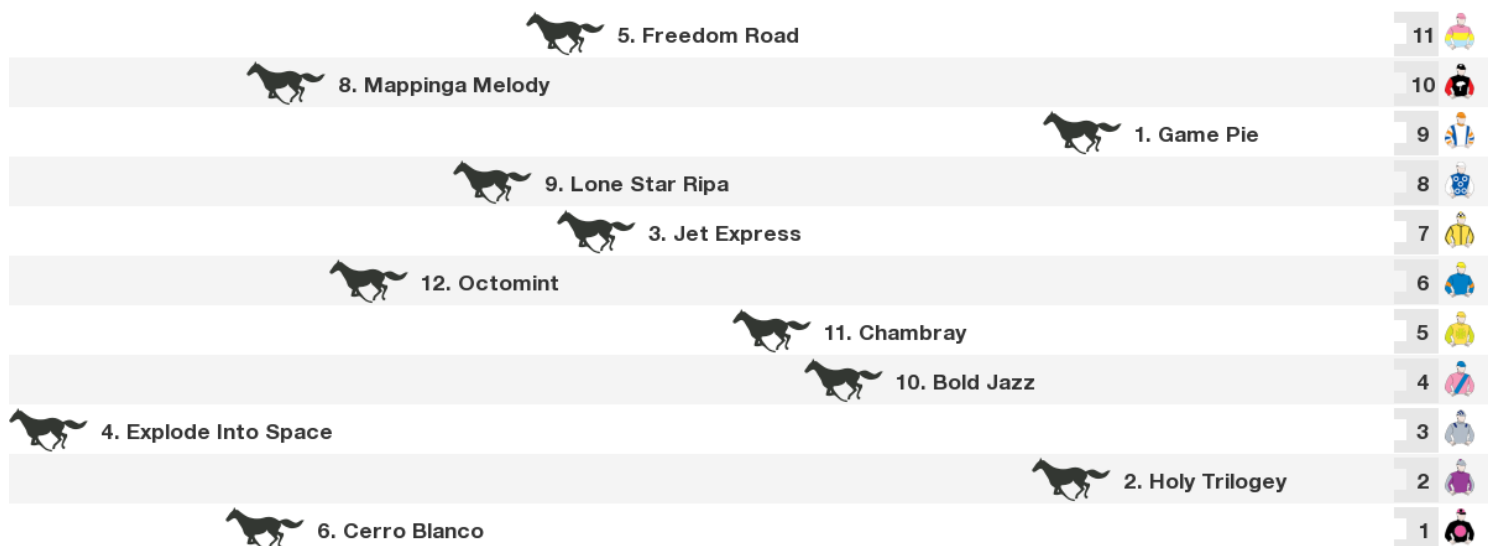 5. Freedom Road 11
8. Mappinga Melody 10
1. Game Pie 9
9. Lone Star Ripa 8
3. Jet Express 7
12. Octomint 6
11. Chambray 5
10. Bold Jazz 4
4. Explode Into Space 3
2. Holy Trilogey 2
6. Cerro Blanco 1